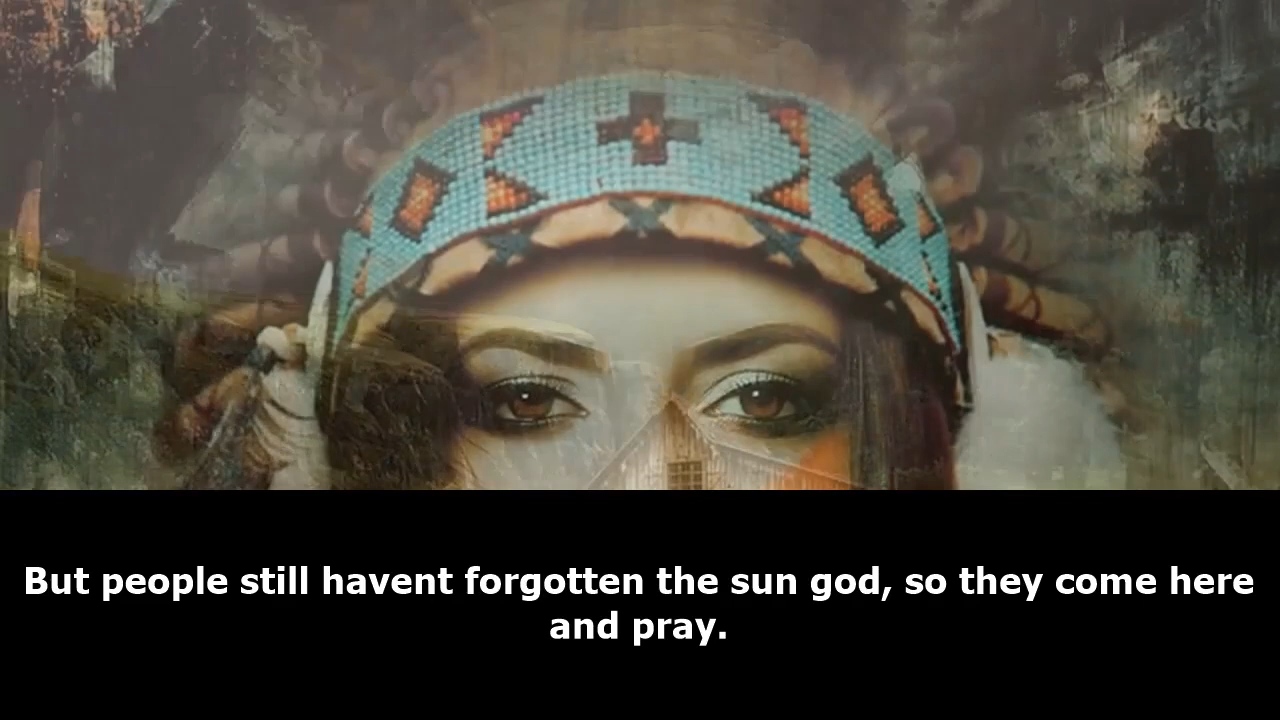 But people still havent forgotten the sun god, so they come here
and pray.